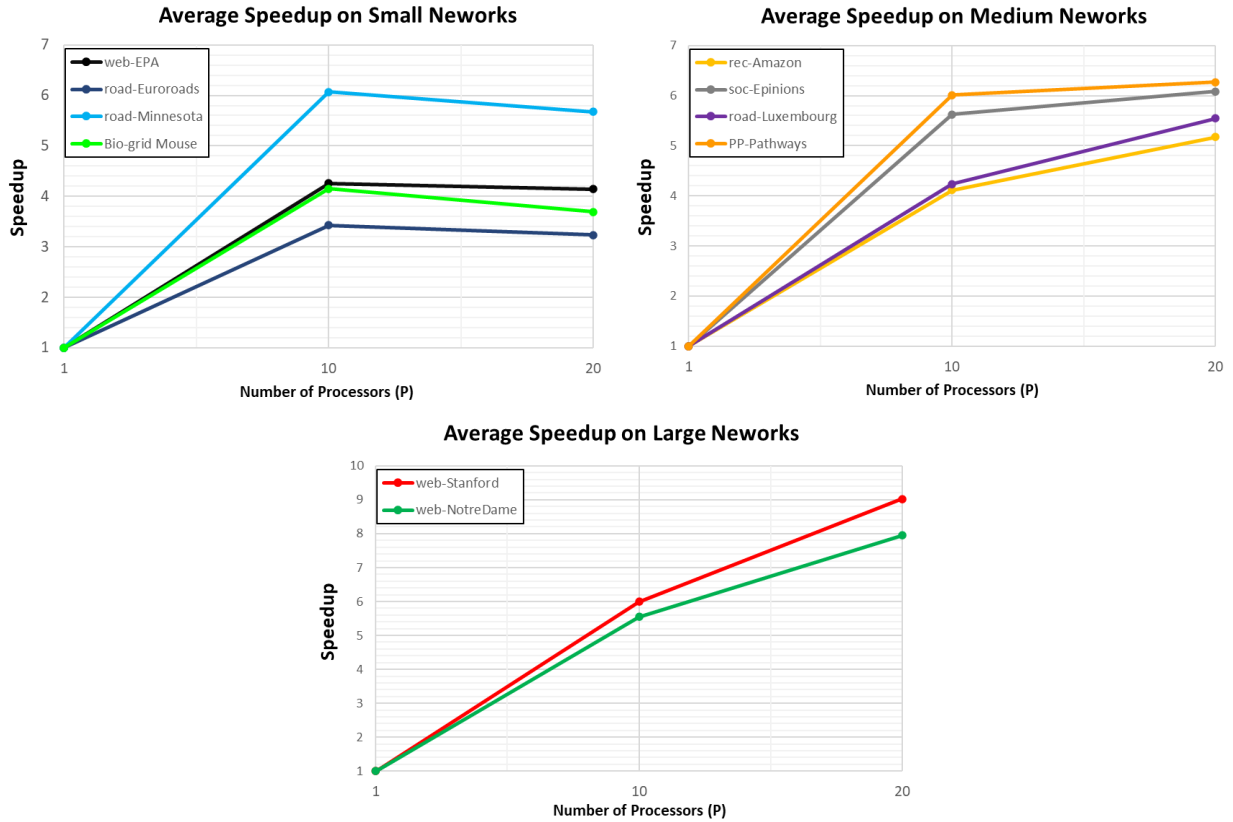 Average Speedup on Small Neworks
7
6
5
4
3
2
1
Speedup
web-EPA
road-Euroroads
road-Minnesota
Bio-grid Mouse
1 10 20
Number of Processors (P)
Average Speedup on Medium Neworks
7
6
5
4
3
2
1
Speedup
rec-Amazon
soc-Epinions
road-Luxembourg
PP-Pathways
1 10 20
Number of Processors (P)
Average Speedup on Large Neworks
10
9
8
7
6
5
4
3
2
1
Speedup
web-Stanford
web-NotreDame
1 10 20
Number of Processors (P)